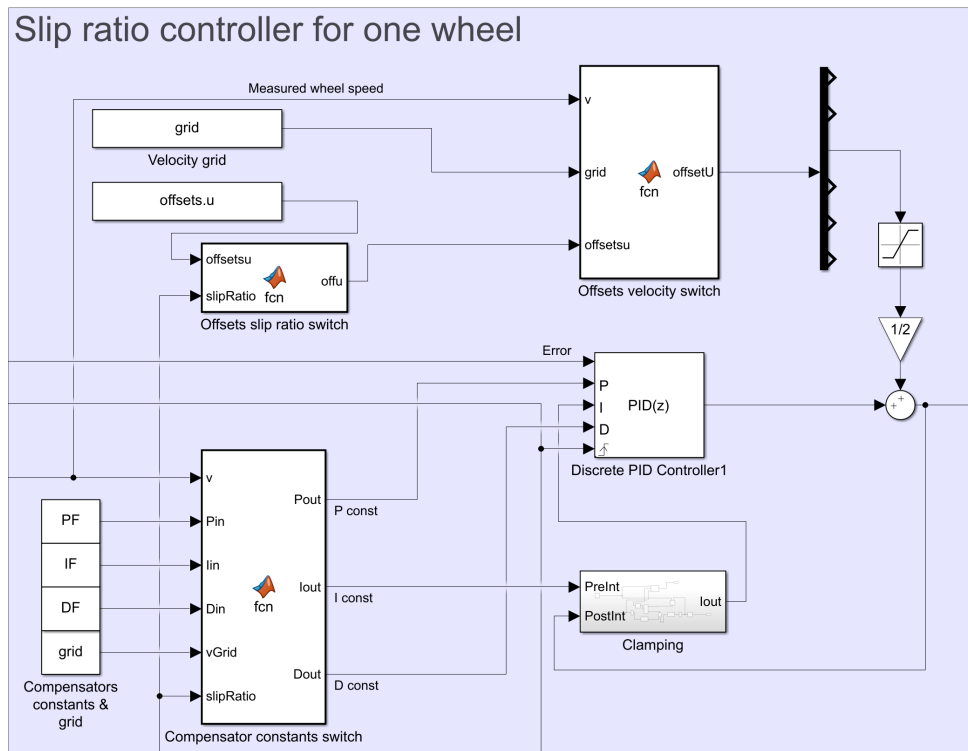 Slip ratio controller for one wheel
Measured wheel speed
v
grid
Velocity grid
grid
fcn
offsetU
offsets.u
offsetsu
offsetsu
offu
slipRatio
fcn
Offsets slip ratio switch
Offsets velocity switch
1/2
Error
P
I
PID(z)
D
+
+
Discrete PID Controller1
v
Pout
P const
PF
Pin
IF
Iin
fcn
Iout
I const
PreInt
Iout
DF
Din
PostInt
Clamping
grid
vGrid
Dout
D const
slipRatio
Compensators
constants &
grid
Compensator constants switch